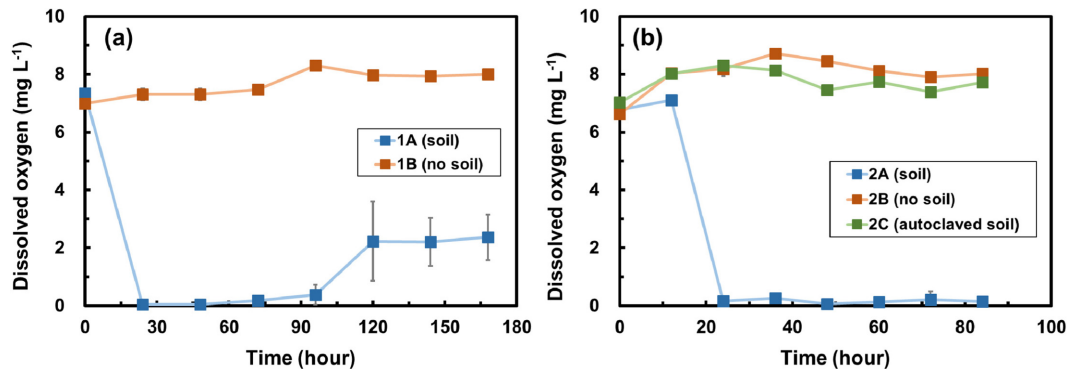 (a)
Dissolved oxygen (mg L⁻¹)
10
8
6
4
2
0
1A (soil)
1B (no soil)
0 30 60 90 120 150 180
Time (hour)
(b)
Dissolved oxygen (mg L⁻¹)
10
8
6
4
2
0
2A (soil)
2B (no soil)
2C (autoclaved soil)
0 20 40 60 80 100
Time (hour)